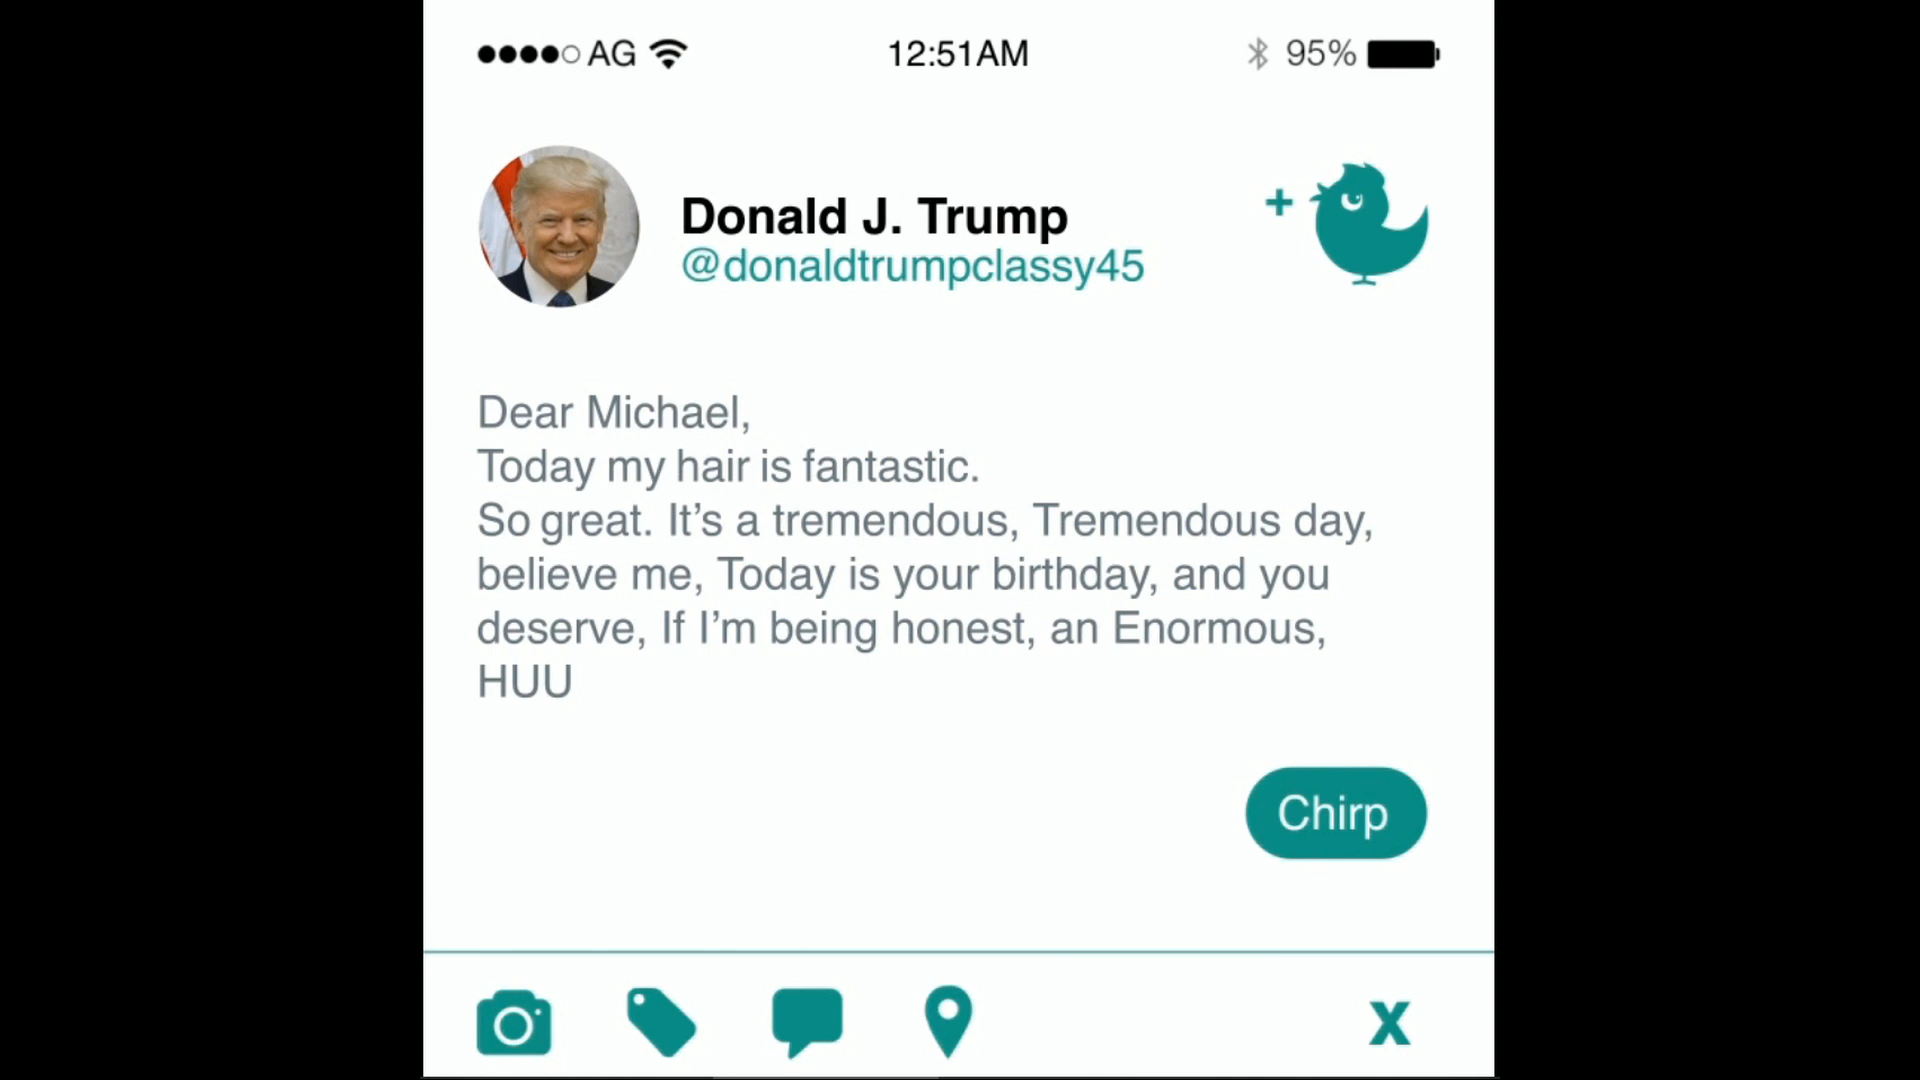 AG 12:51AM 95%
Donald J. Trump
@donaldtrumpclassy45
Dear Michael,
Today my hair is fantastic.
So great. It's a tremendous, Tremendous day,
believe me, Today is your birthday, and you
deserve, If I'm being honest, an Enormous,
HUU
Chirp
X